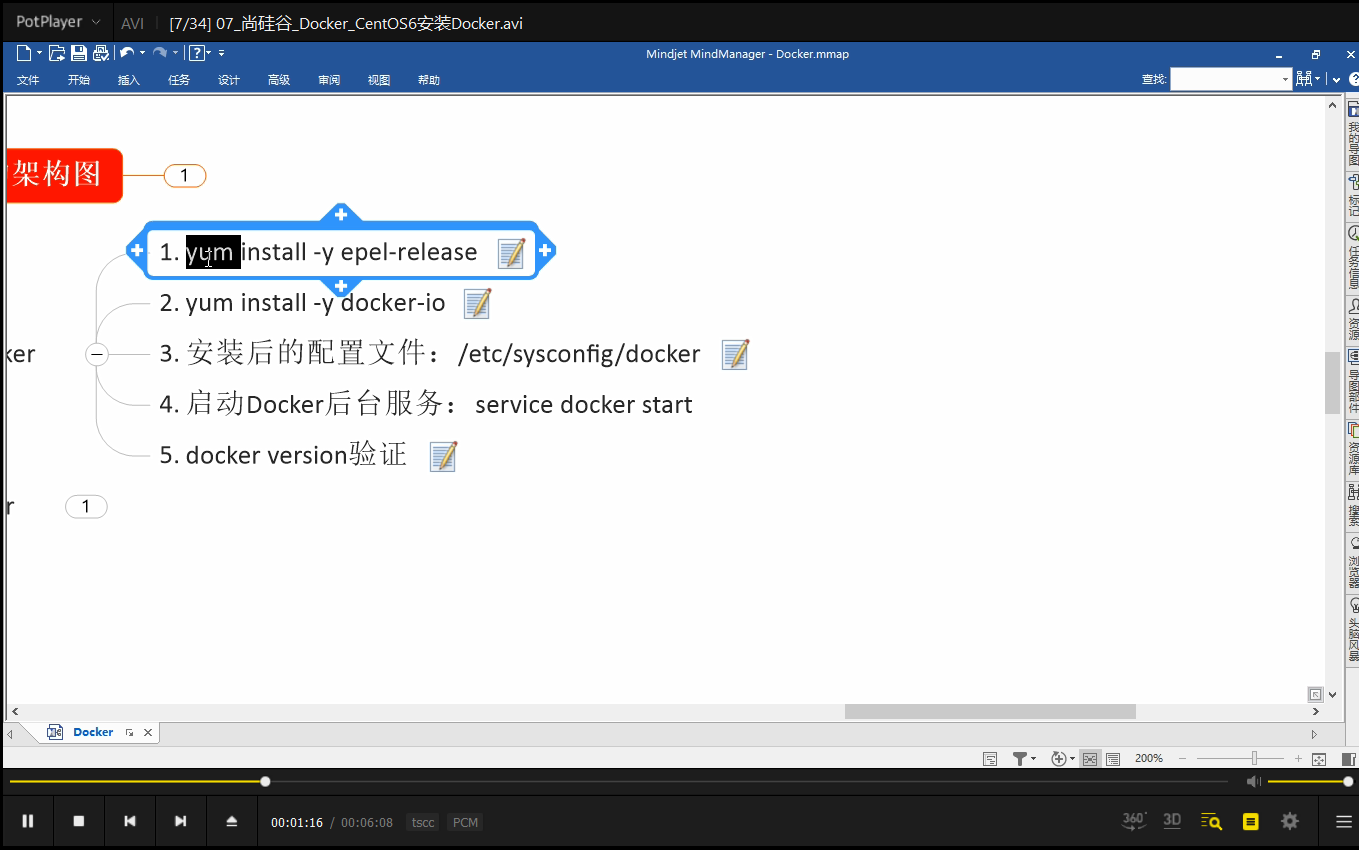 PotPlayer AVI [7/34] 07_尚硅谷_Docker_CentOS6安装Docker.avi
Mindjet MindManager - Docker.mmap
文件 开始 插入 任务 设计 高级 审阅 视图 帮助 查找:
架构图 1
1. yum install -y epel-release
2. yum install -y docker-io
3. 安装后的配置文件：/etc/sysconfig/docker
ker
4. 启动Docker后台服务：service docker start
5. docker version验证
r 1
我的导图
标记
任务信息
资源
导图部件
资源库
搜索
浏览器
头脑风暴
Docker
200%
00:01:16 / 00:06:08 tscc PCM
360° 3D